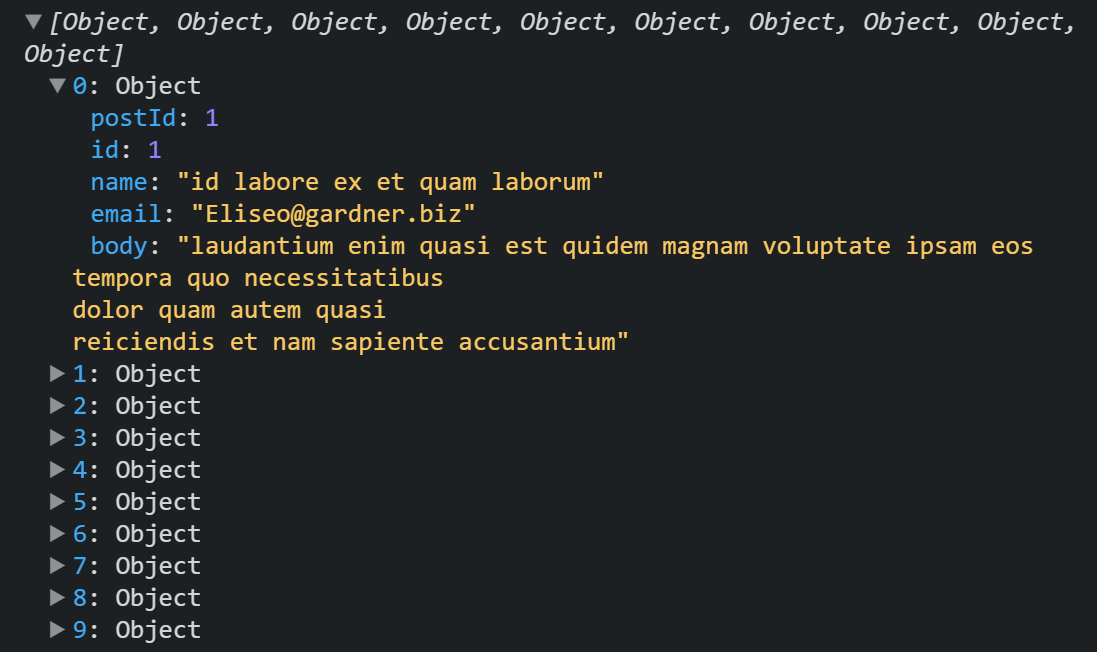 [Object, Object, Object, Object, Object, Object, Object, Object, Object,
Object]
0: Object
postId: 1
id: 1
name: "id labore ex et quam laborum"
email: "Eliseo@gardner.biz"
body: "laudantium enim quasi est quidem magnam voluptate ipsam eos
tempora quo necessitatibus
dolor quam autem quasi
reiciendis et nam sapiente accusantium"
1: Object
2: Object
3: Object
4: Object
5: Object
6: Object
7: Object
8: Object
9: Object